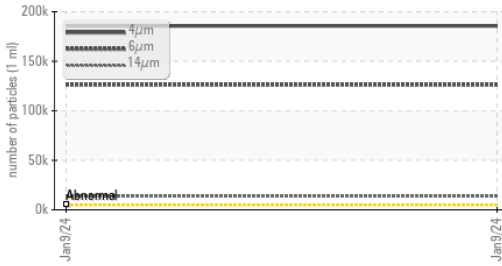 200k
150k
100k
50k
0k
number of particles (1 ml)
4µm
6µm
14µm
Abnormal
Jan9/24
Jan9/24